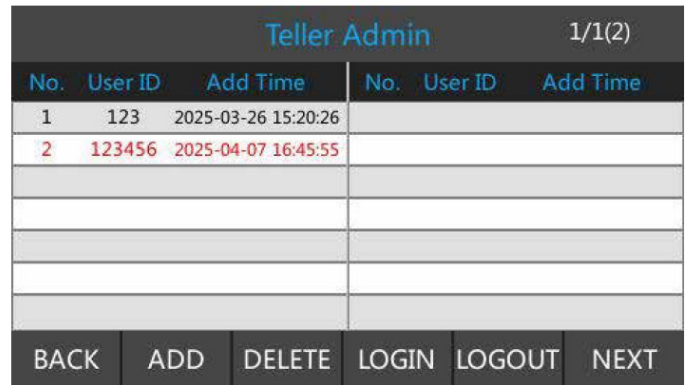 Teller Admin 1/1(2)
No. User ID Add Time No. User ID Add Time
1 123 2025-03-26 15:20:26
2 123456 2025-04-07 16:45:55
BACK ADD DELETE LOGIN LOGOUT NEXT